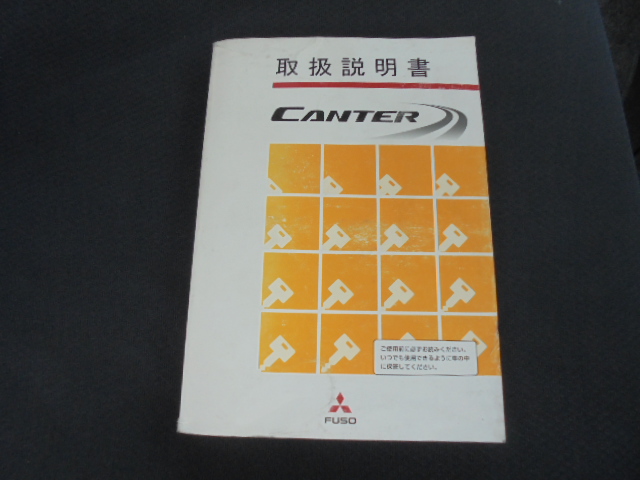 取扱説明書
CANTER
ご使用前に必ずお読みください。
いつでも使用できるように車の中
に保管してください。
FUSO